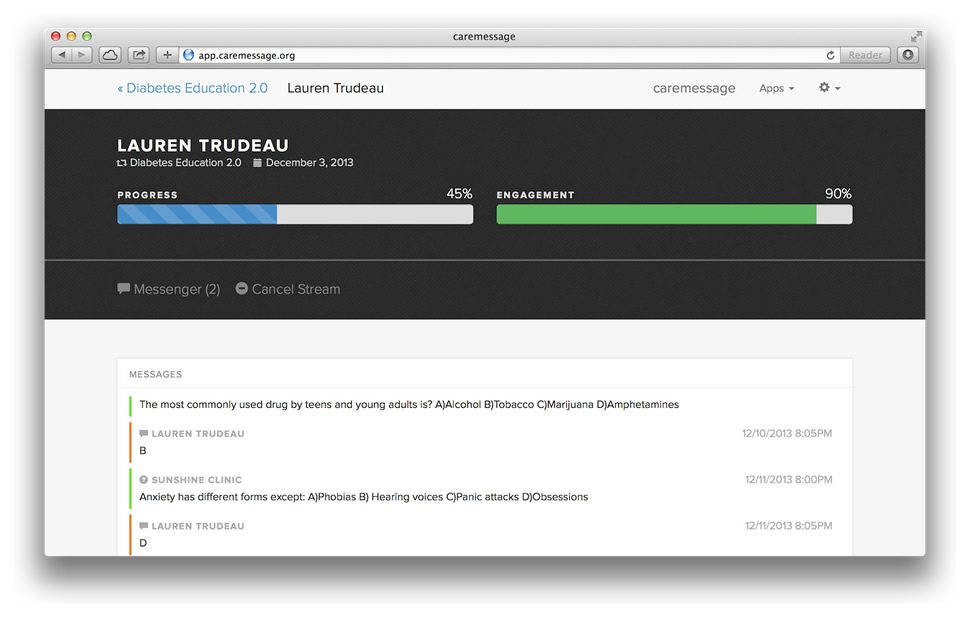 caremessage
app.caremessage.org
Reader
« Diabetes Education 2.0 Lauren Trudeau caremessage Apps
LAUREN TRUDEAU
Diabetes Education 2.0 December 3, 2013
PROGRESS 45% ENGAGEMENT 90%
Messenger (2) Cancel Stream
MESSAGES
The most commonly used drug by teens and young adults is? A)Alcohol B)Tobacco C)Marijuana D)Amphetamines
LAUREN TRUDEAU 12/10/2013 8:05PM
B
SUNSHINE CLINIC 12/11/2013 8:00PM
Anxiety has different forms except: A)Phobias B) Hearing voices C)Panic attacks D)Obsessions
LAUREN TRUDEAU 12/11/2013 8:05PM
D